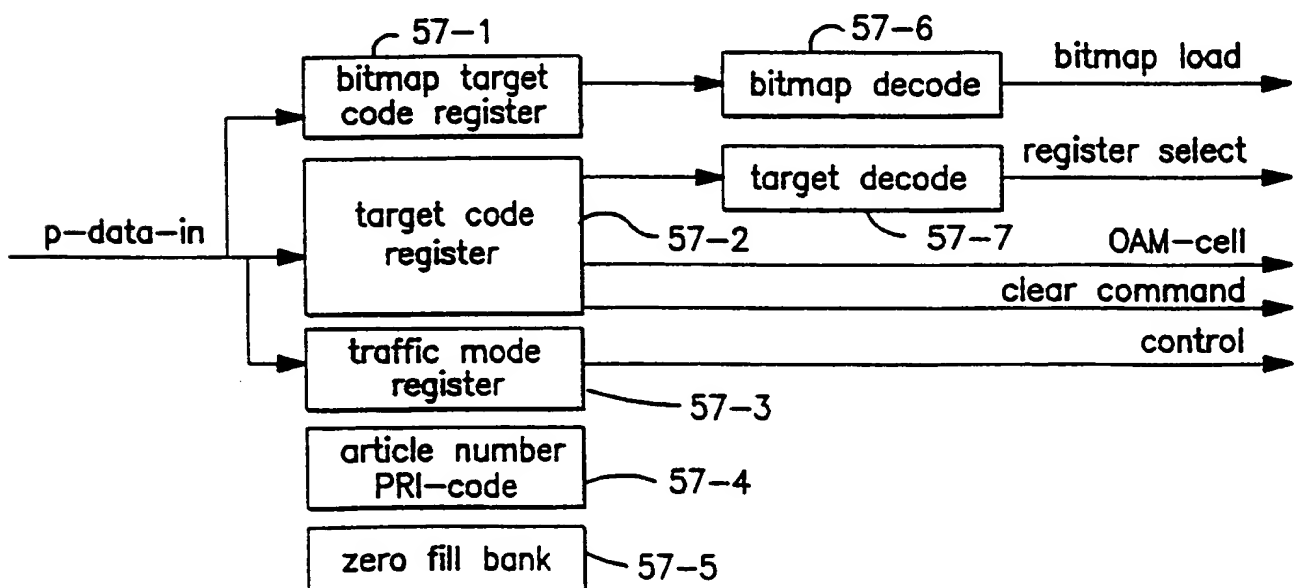 57-1
57-6
bitmap target
code register
bitmap decode
bitmap load
target code
register
57-2
target decode
57-7
register select
p-data-in
OAM-cell
clear command
traffic mode
register
57-3
control
article number
PRI-code
57-4
zero fill bank
57-5